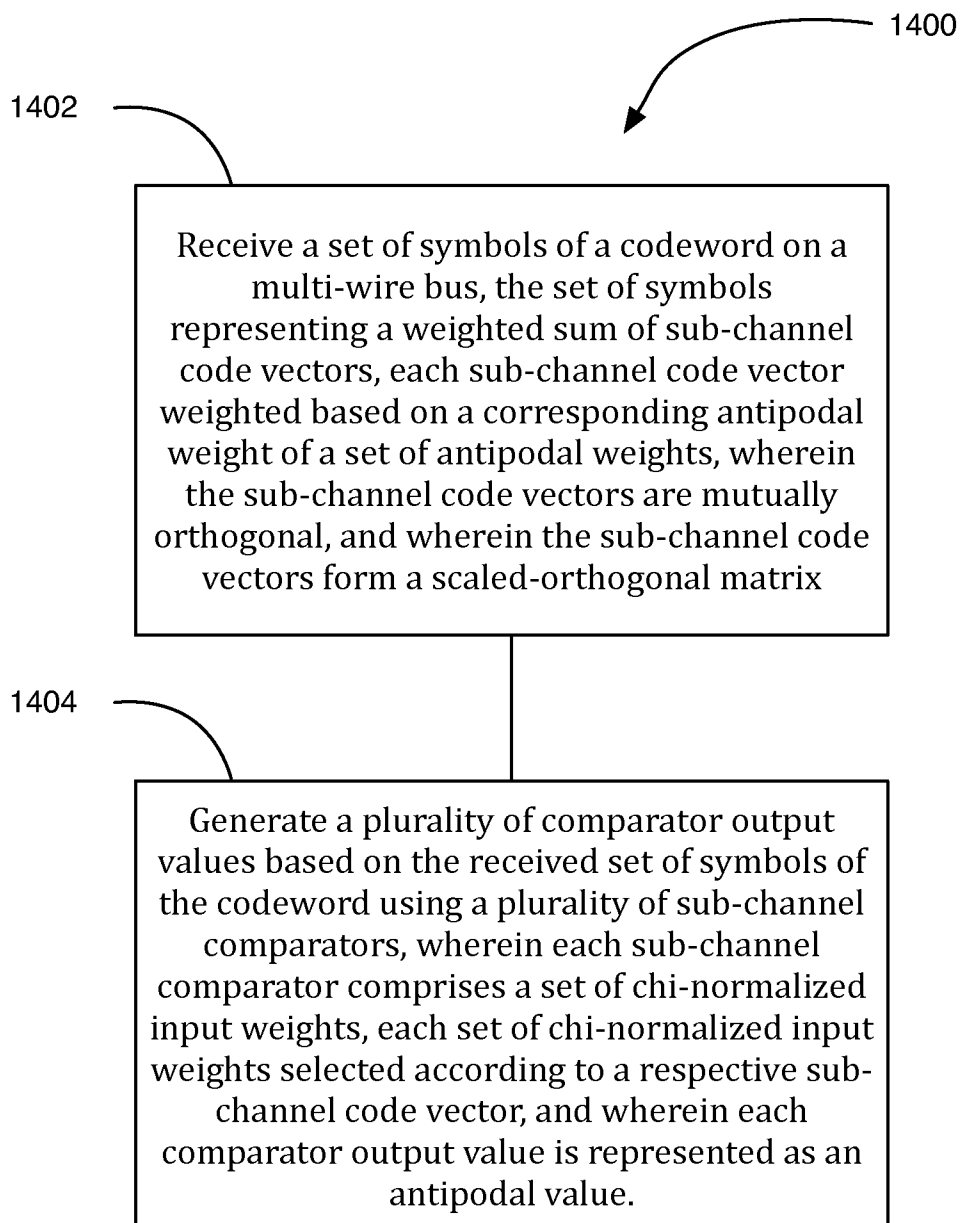 1400
1402
Receive a set of symbols of a codeword on a
multi-wire bus, the set of symbols
representing a weighted sum of sub-channel
code vectors, each sub-channel code vector
weighted based on a corresponding antipodal
weight of a set of antipodal weights, wherein
the sub-channel code vectors are mutually
orthogonal, and wherein the sub-channel code
vectors form a scaled-orthogonal matrix
1404
Generate a plurality of comparator output
values based on the received set of symbols of
the codeword using a plurality of sub-channel
comparators, wherein each sub-channel
comparator comprises a set of chi-normalized
input weights, each set of chi-normalized input
weights selected according to a respective sub-
channel code vector, and wherein each
comparator output value is represented as an
antipodal value.